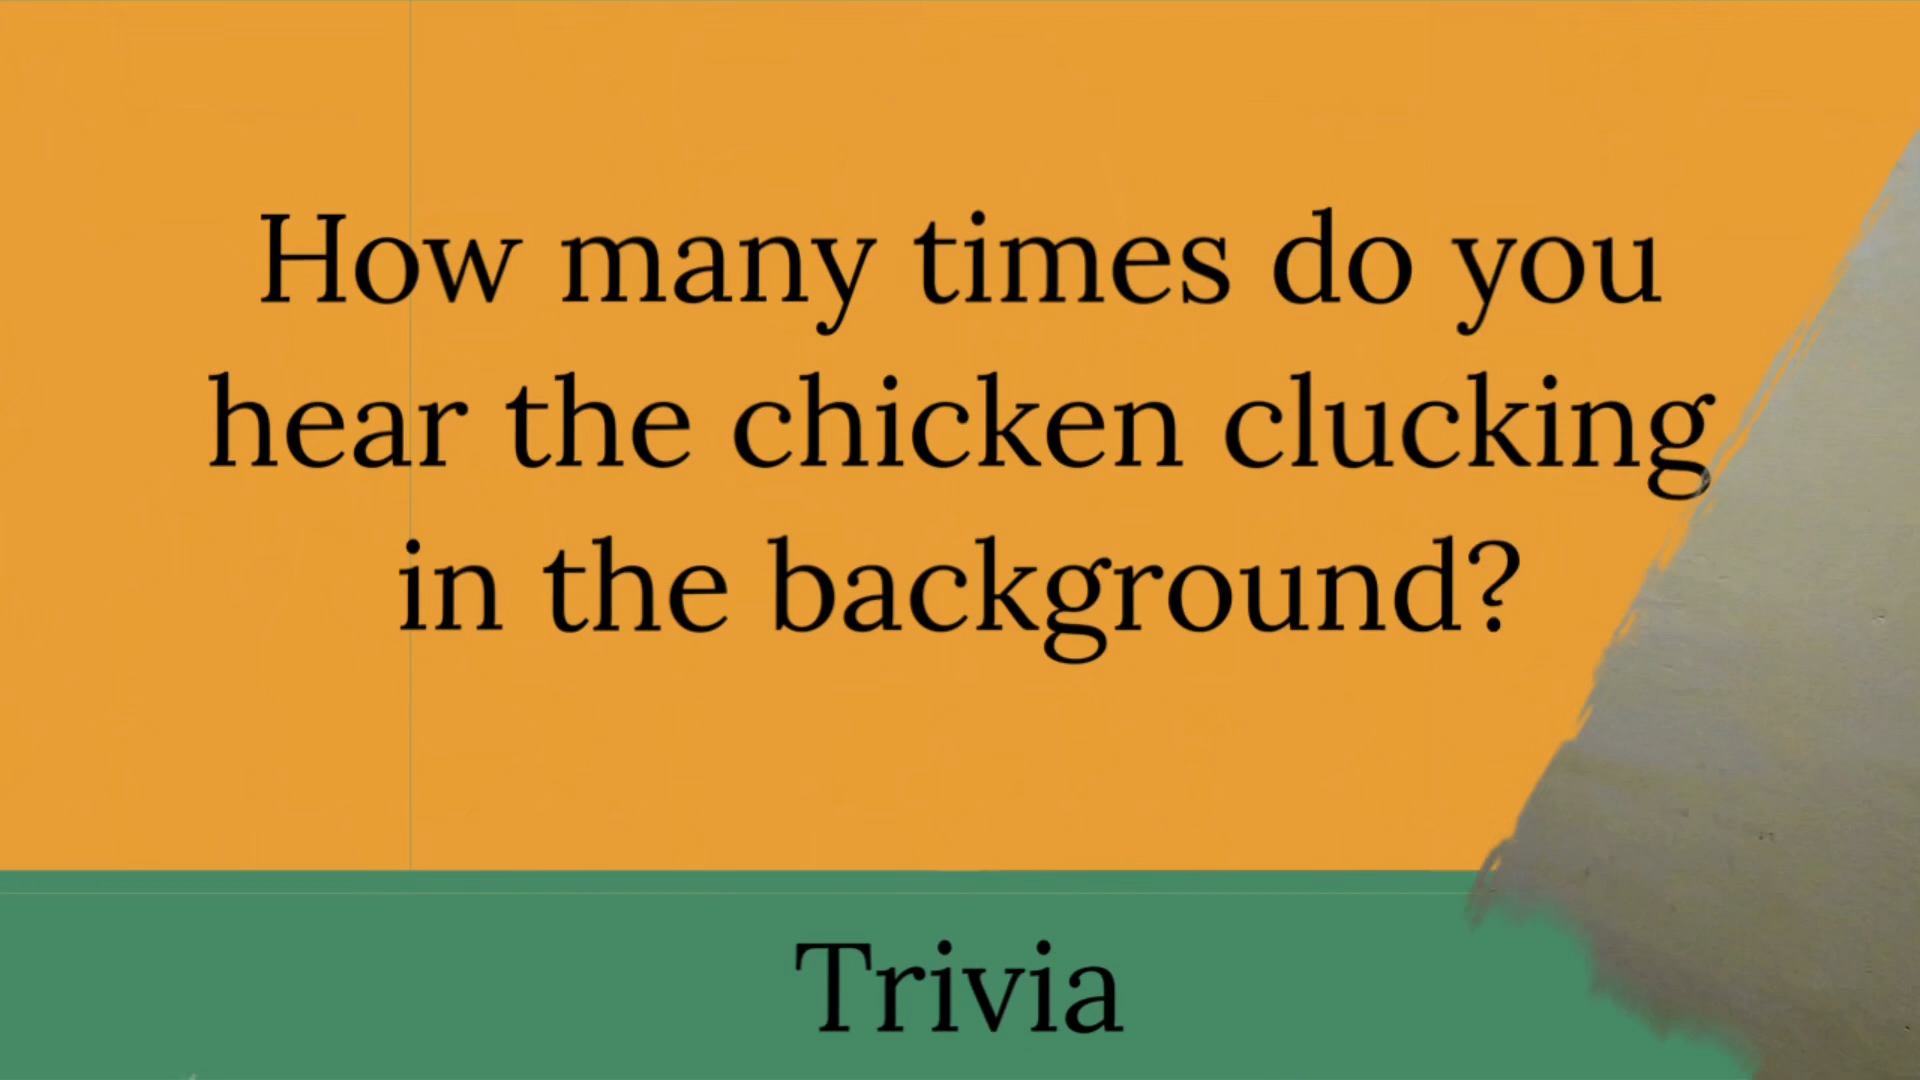 How many times do you
hear the chicken clucking
in the background?
Trivia